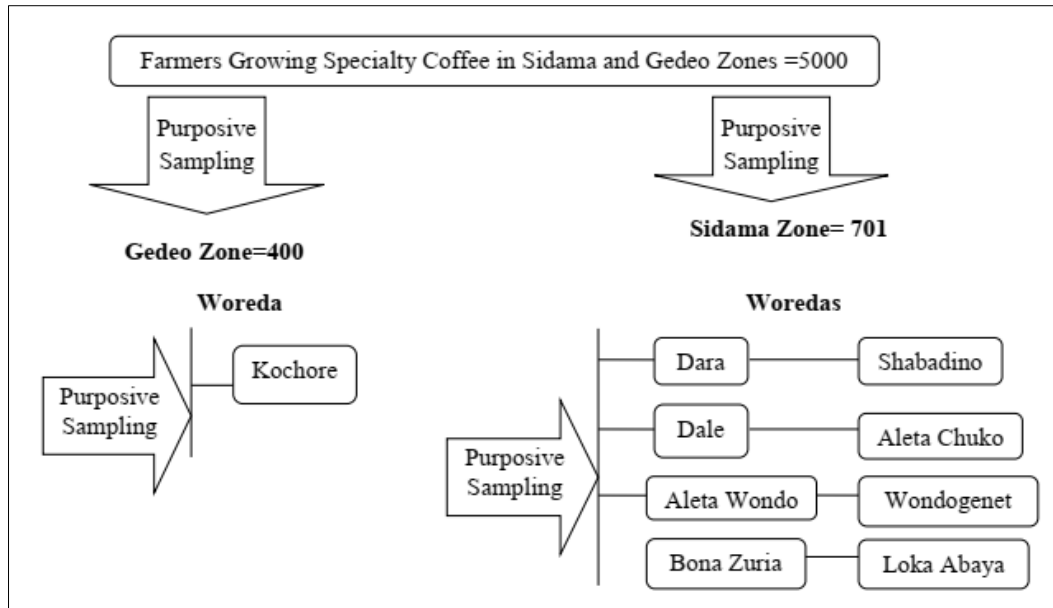 Farmers Growing Specialty Coffee in Sidama and Gedeo Zones =5000
Purposive
Sampling
Purposive
Sampling
Gedeo Zone=400
Sidama Zone= 701
Woreda
Woredas
Purposive
Sampling
Kochore
Purposive
Sampling
Dara
Shabadino
Dale
Aleta Chuko
Aleta Wondo
Wondogenet
Bona Zuria
Loka Abaya